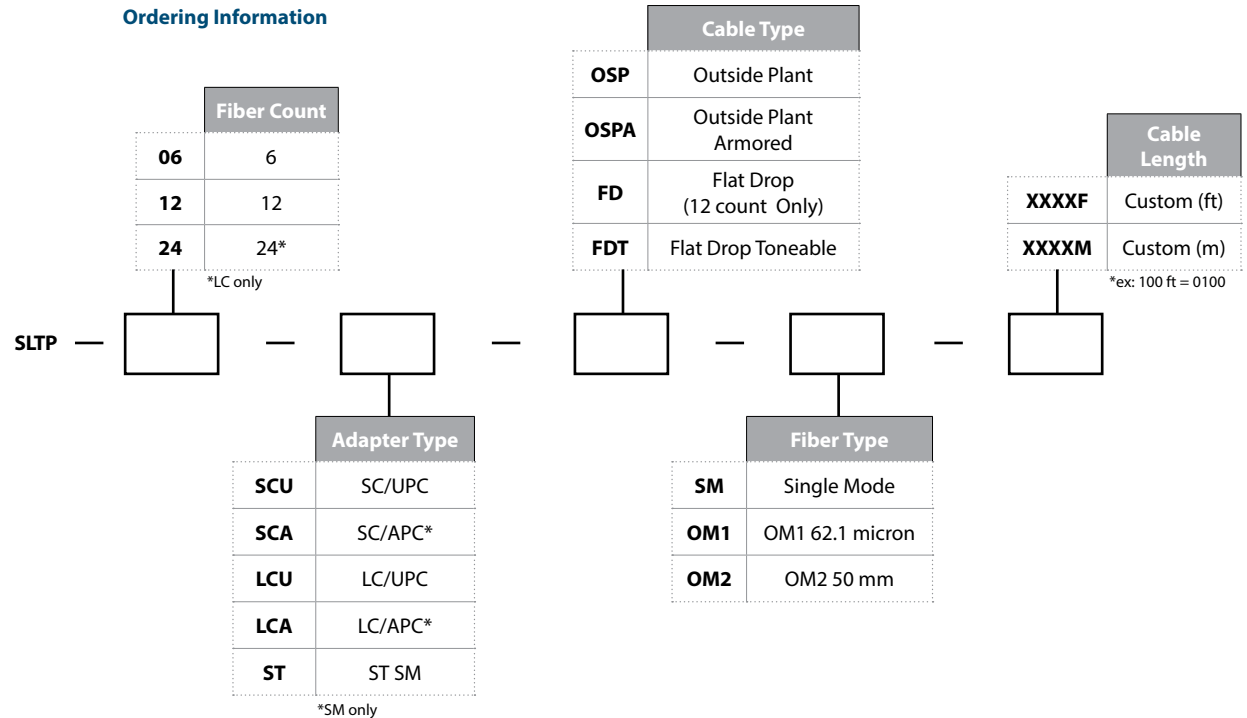 Ordering Information
Fiber Count
06 6
12 12
24 24*
*LC only
Cable Type
OSP Outside Plant
OSPA Outside Plant
Armored
FD Flat Drop
(12 count Only)
FDT Flat Drop Toneable
Cable
Length
XXXXF Custom (ft)
XXXXM Custom (m)
*ex: 100 ft = 0100
SLTP — — — — —
Adapter Type
SCU SC/UPC
SCA SC/APC*
LCU LC/UPC
LCA LC/APC*
ST ST SM
*SM only
Fiber Type
SM Single Mode
OM1 OM1 62.1 micron
OM2 OM2 50 mm